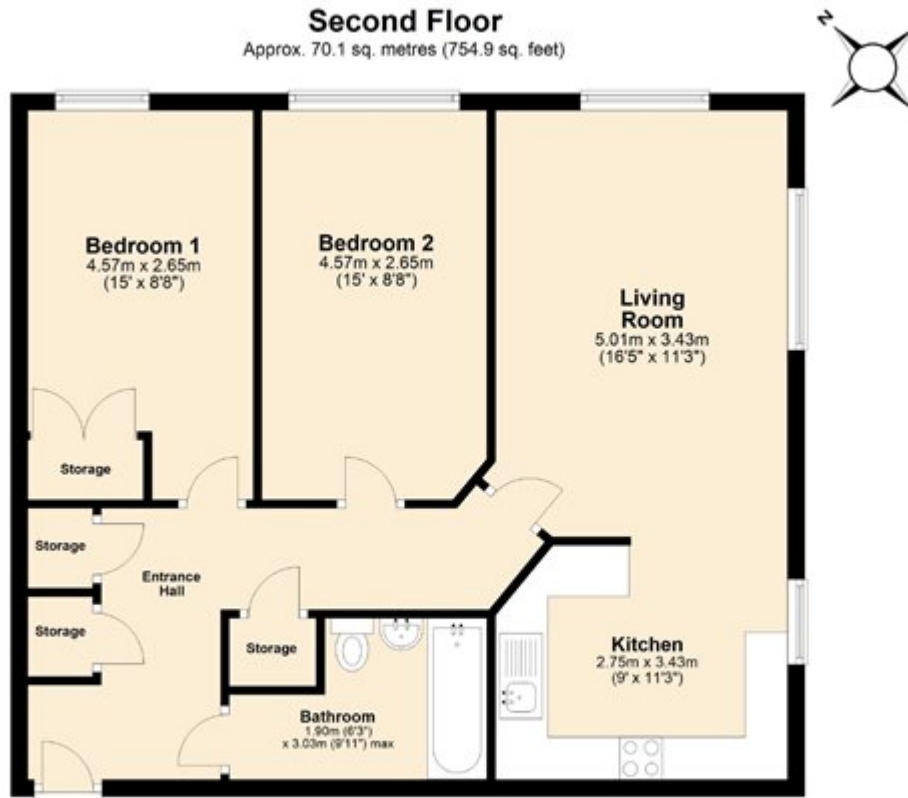 Second Floor
Approx. 70.1 sq. metres (754.9 sq. feet)
N
Bedroom 1
4.57m x 2.65m
(15' x 8'8")
Bedroom 2
4.57m x 2.65m
(15' x 8'8")
Living
Room
5.01m x 3.43m
(16'5" x 11'3")
Storage
Storage
Entrance
Hall
Storage
Storage
Kitchen
2.75m x 3.43m
(9' x 11'3")
Bathroom
1.90m (6'3")
x 3.03m (9'11") max